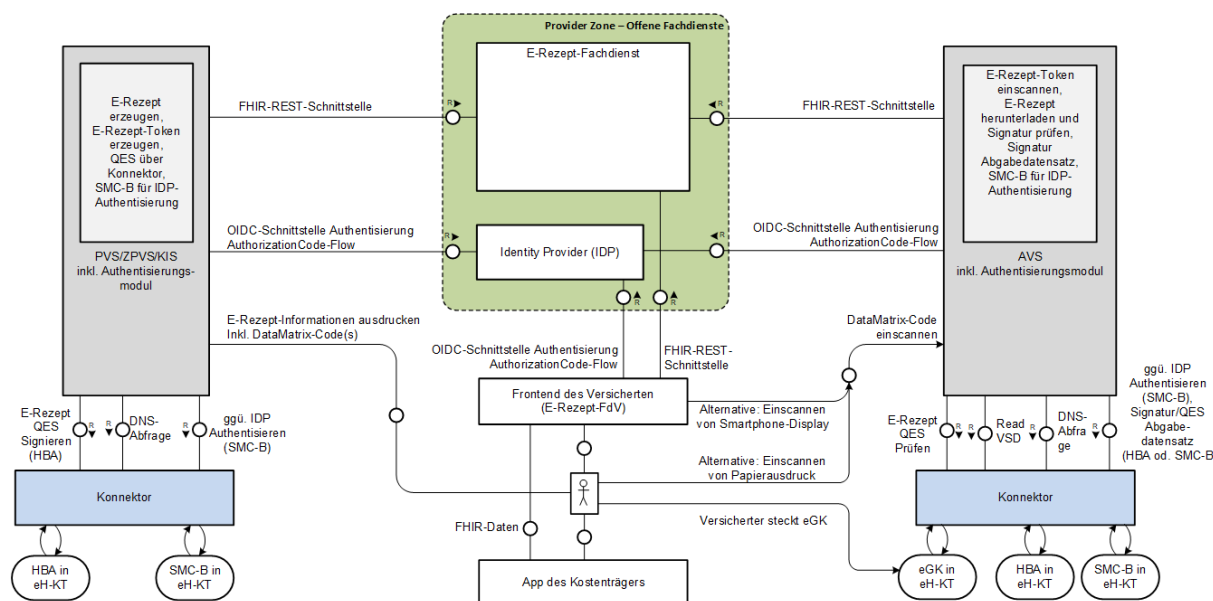 Provider Zone – Offene Fachdienste
E-Rezept-Fachdienst
E-Rezept
erzeugen,
E-Rezept-Token
erzeugen,
QES über
Konnektor,
SMC-B für IDP-
Authentisierung
PVS/ZPVS/KIS
inkl. Authentisierungs-
modul
FHIR-REST-Schnittstelle
R
OIDC-Schnittstelle Authentisierung
AuthorizationCode-Flow
R
Identity Provider (IDP)
R
FHIR-REST-Schnittstelle
R
OIDC-Schnittstelle Authentisierung
AuthorizationCode-Flow
E-Rezept-Token
einscannen,
E-Rezept
herunterladen und
Signatur prüfen,
Signatur
Abgabedatensatz,
SMC-B für IDP-
Authentisierung
AVS
inkl. Authentisierungsmodul
R
R
E-Rezept-Informationen ausdrucken
Inkl. DataMatrix-Code(s)
OIDC-Schnittstelle Authentisierung
AuthorizationCode-Flow
FHIR-REST-
Schnittstelle
DataMatrix-Code
einscannen
Frontend des Versicherten
(E-Rezept-FdV)
Alternative: Einscannen
von Smartphone-Display
Alternative: Einscannen
von Papierausdruck
Versicherter steckt eGK
FHIR-Daten
App des Kostenträgers
E-Rezept
QES
Signieren
(HBA)
R
R
DNS-
Abfrage
R
ggü. IDP
Authentisieren
(SMC-B)
Konnektor
HBA in
eH-KT
SMC-B in
eH-KT
E-Rezept
QES
Prüfen
R
R
Read
VSD
R
DNS-
Abfra
ge
R
ggü. IDP
Authentisieren
(SMC-B),
Signatur/QES
Abgabe-
datensatz
(HBA od. SMC-B
Konnektor
eGK in
eH-KT
HBA in
eH-KT
SMC-B in
eH-KT